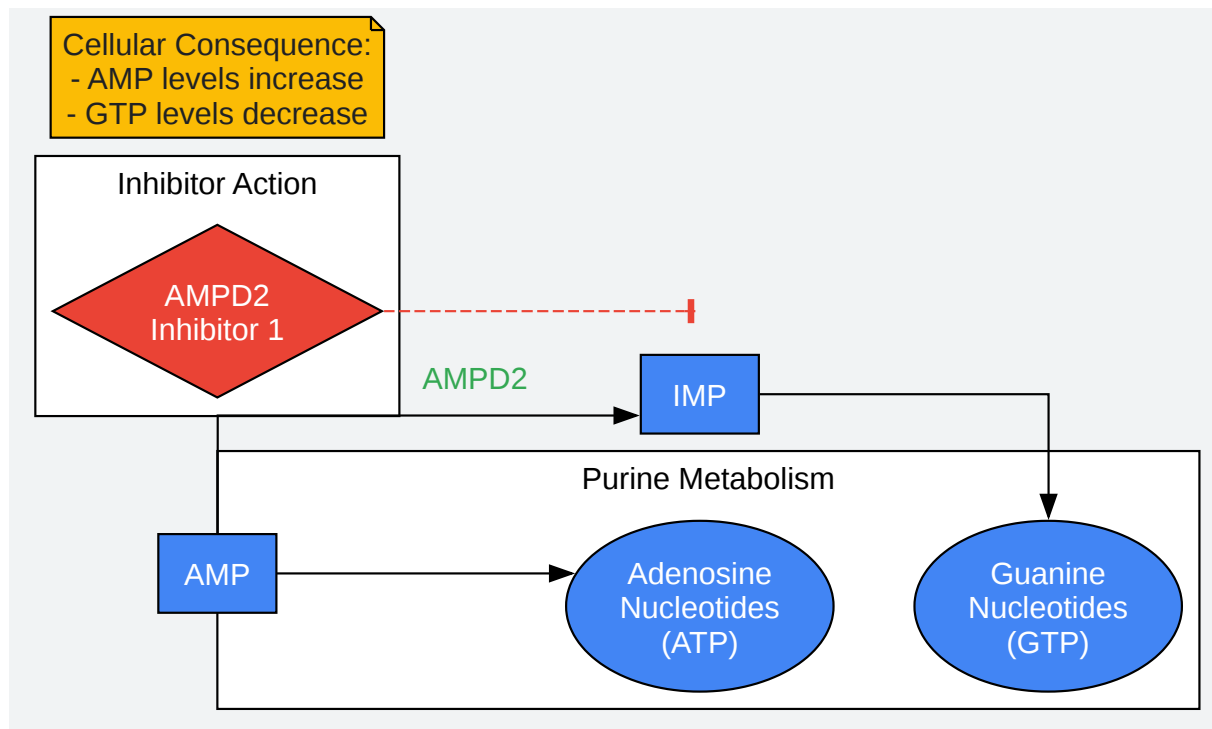 Cellular Consequence:
- AMP levels increase
- GTP levels decrease
Inhibitor Action
AMPD2
Inhibitor 1
AMPD2
IMP
Purine Metabolism
AMP
Adenosine
Nucleotides
(ATP)
Guanine
Nucleotides
(GTP)